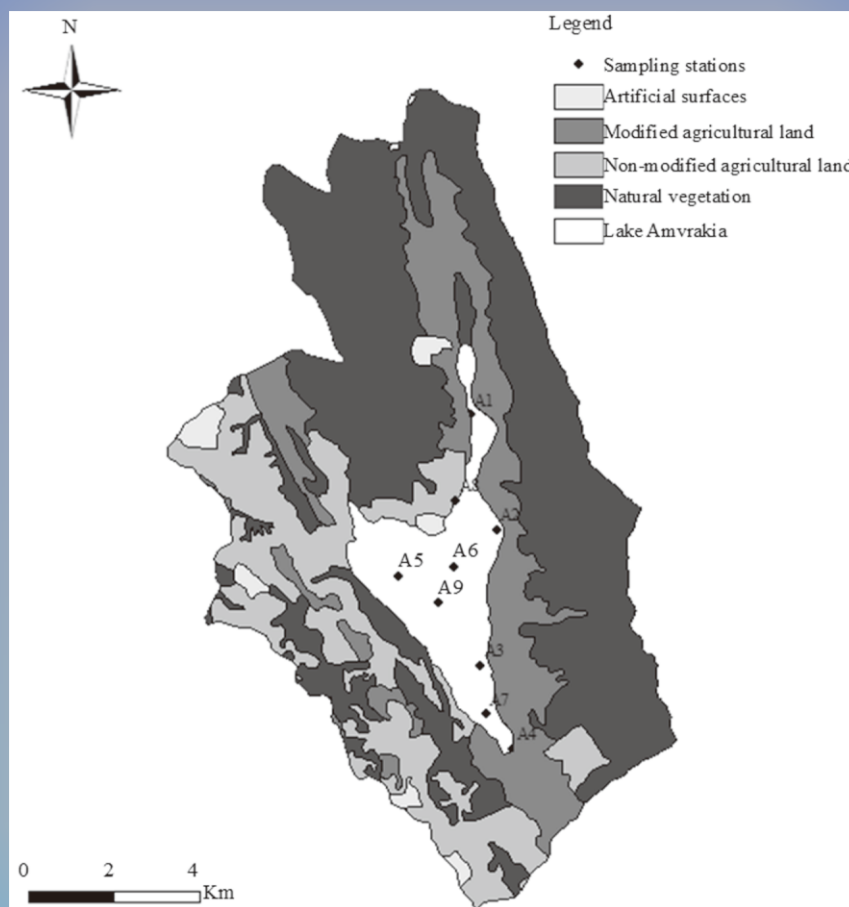 N
Legend
Sampling stations
Artificial surfaces
Modified agricultural land
Non-modified agricultural land
Natural vegetation
Lake Amvrakia
A1
A8
A2
A6
A5
A9
A3
A7
A4
0 2 4
Km